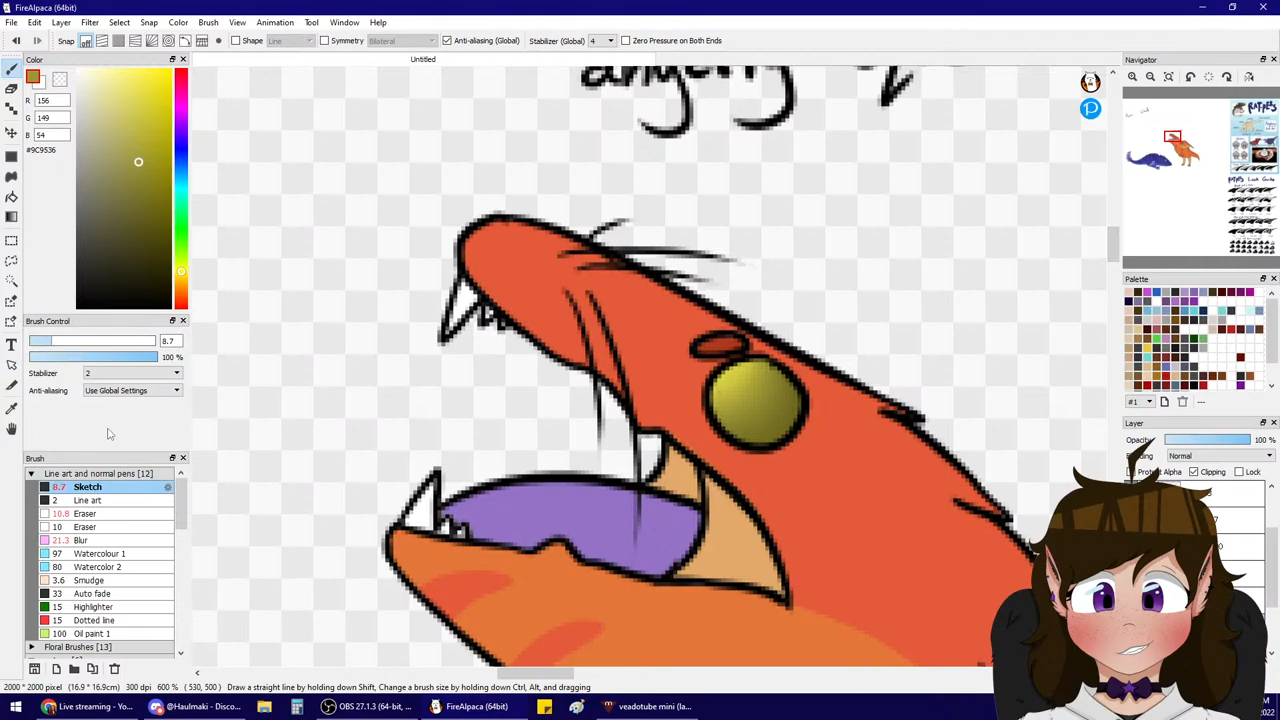 FireAlpaca (64bit)
File Edit Layer Filter Select Snap Color Brush View Animation Tool Window Help
Snap off Shape Line Symmetry Bilateral Anti-aliasing (Global) Stabilizer (Global) 4 Zero Pressure on Both Ends
Color
Untitled
Navigator
R 156
G 149
B 54
#9C9536
Brush Control
8.7
100 %
Stabilizer 2
Anti-aliasing Use Global Settings
Brush
Line art and normal pens [12]
8.7 Sketch
2 Line art
10.8 Eraser
10 Eraser
21.3 Blur
97 Watercolour 1
80 Watercolor 2
3.6 Smudge
33 Auto fade
15 Highlighter
15 Dotted line
100 Oil paint 1
Floral Brushes [13]
Palette
#1 ---
Layer
Opacity 100 %
Normal
Clipping Lock
2000 * 2000 pixel (16.9 * 16.9cm) 300 dpi 600 % ( 530, 500 ) Draw a straight line by holding down Shift, Change a brush size by holding down Ctrl, Alt, and dragging
Live streaming - Yo... @Haulmaki - Disco... OBS 27.1.3 (64-bit, ... FireAlpaca (64bit) veadotube mini (la...